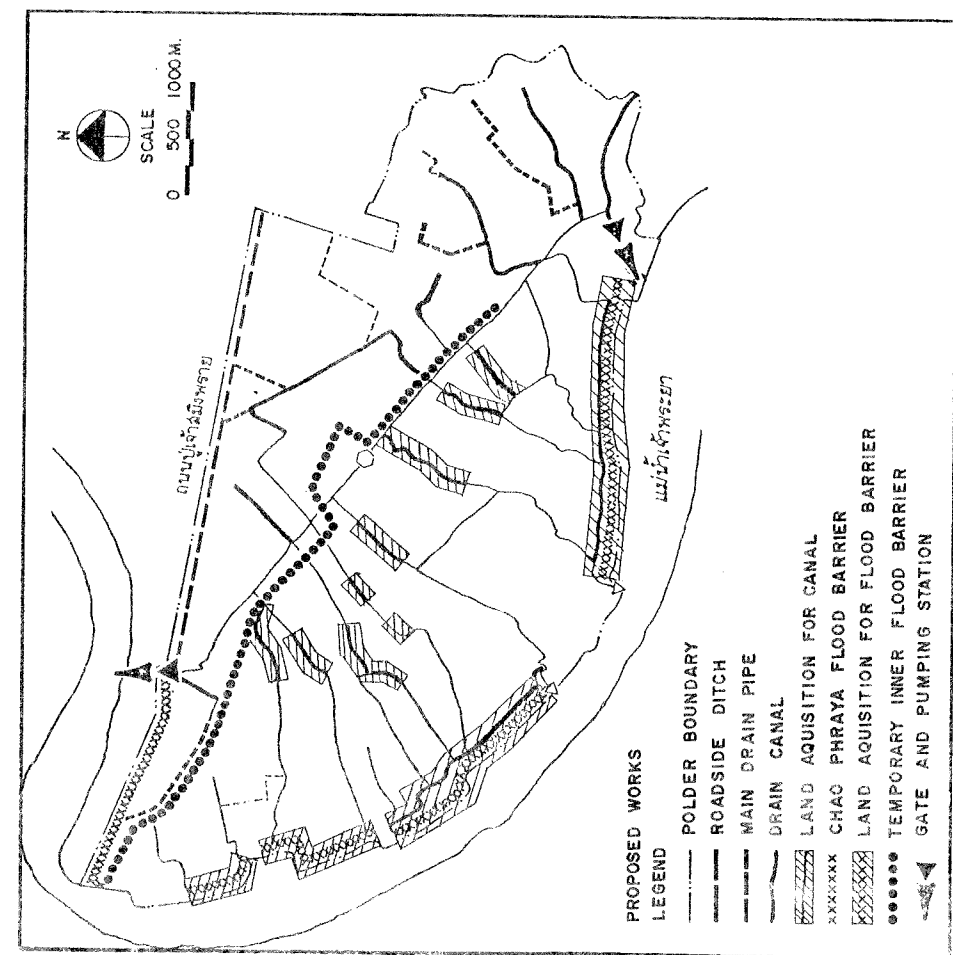 N
SCALE
0 500 1000 M.
ถนนปู่เจ้าสมิงพราย
แม่น้ำเจ้าพระยา
PROPOSED WORKS
LEGEND
POLDER BOUNDARY
ROADSIDE DITCH
MAIN DRAIN PIPE
DRAIN CANAL
LAND AQUISITION FOR CANAL
CHAO PHRAYA FLOOD BARRIER
LAND AQUISITION FOR FLOOD BARRIER
TEMPORARY INNER FLOOD BARRIER
GATE AND PUMPING STATION